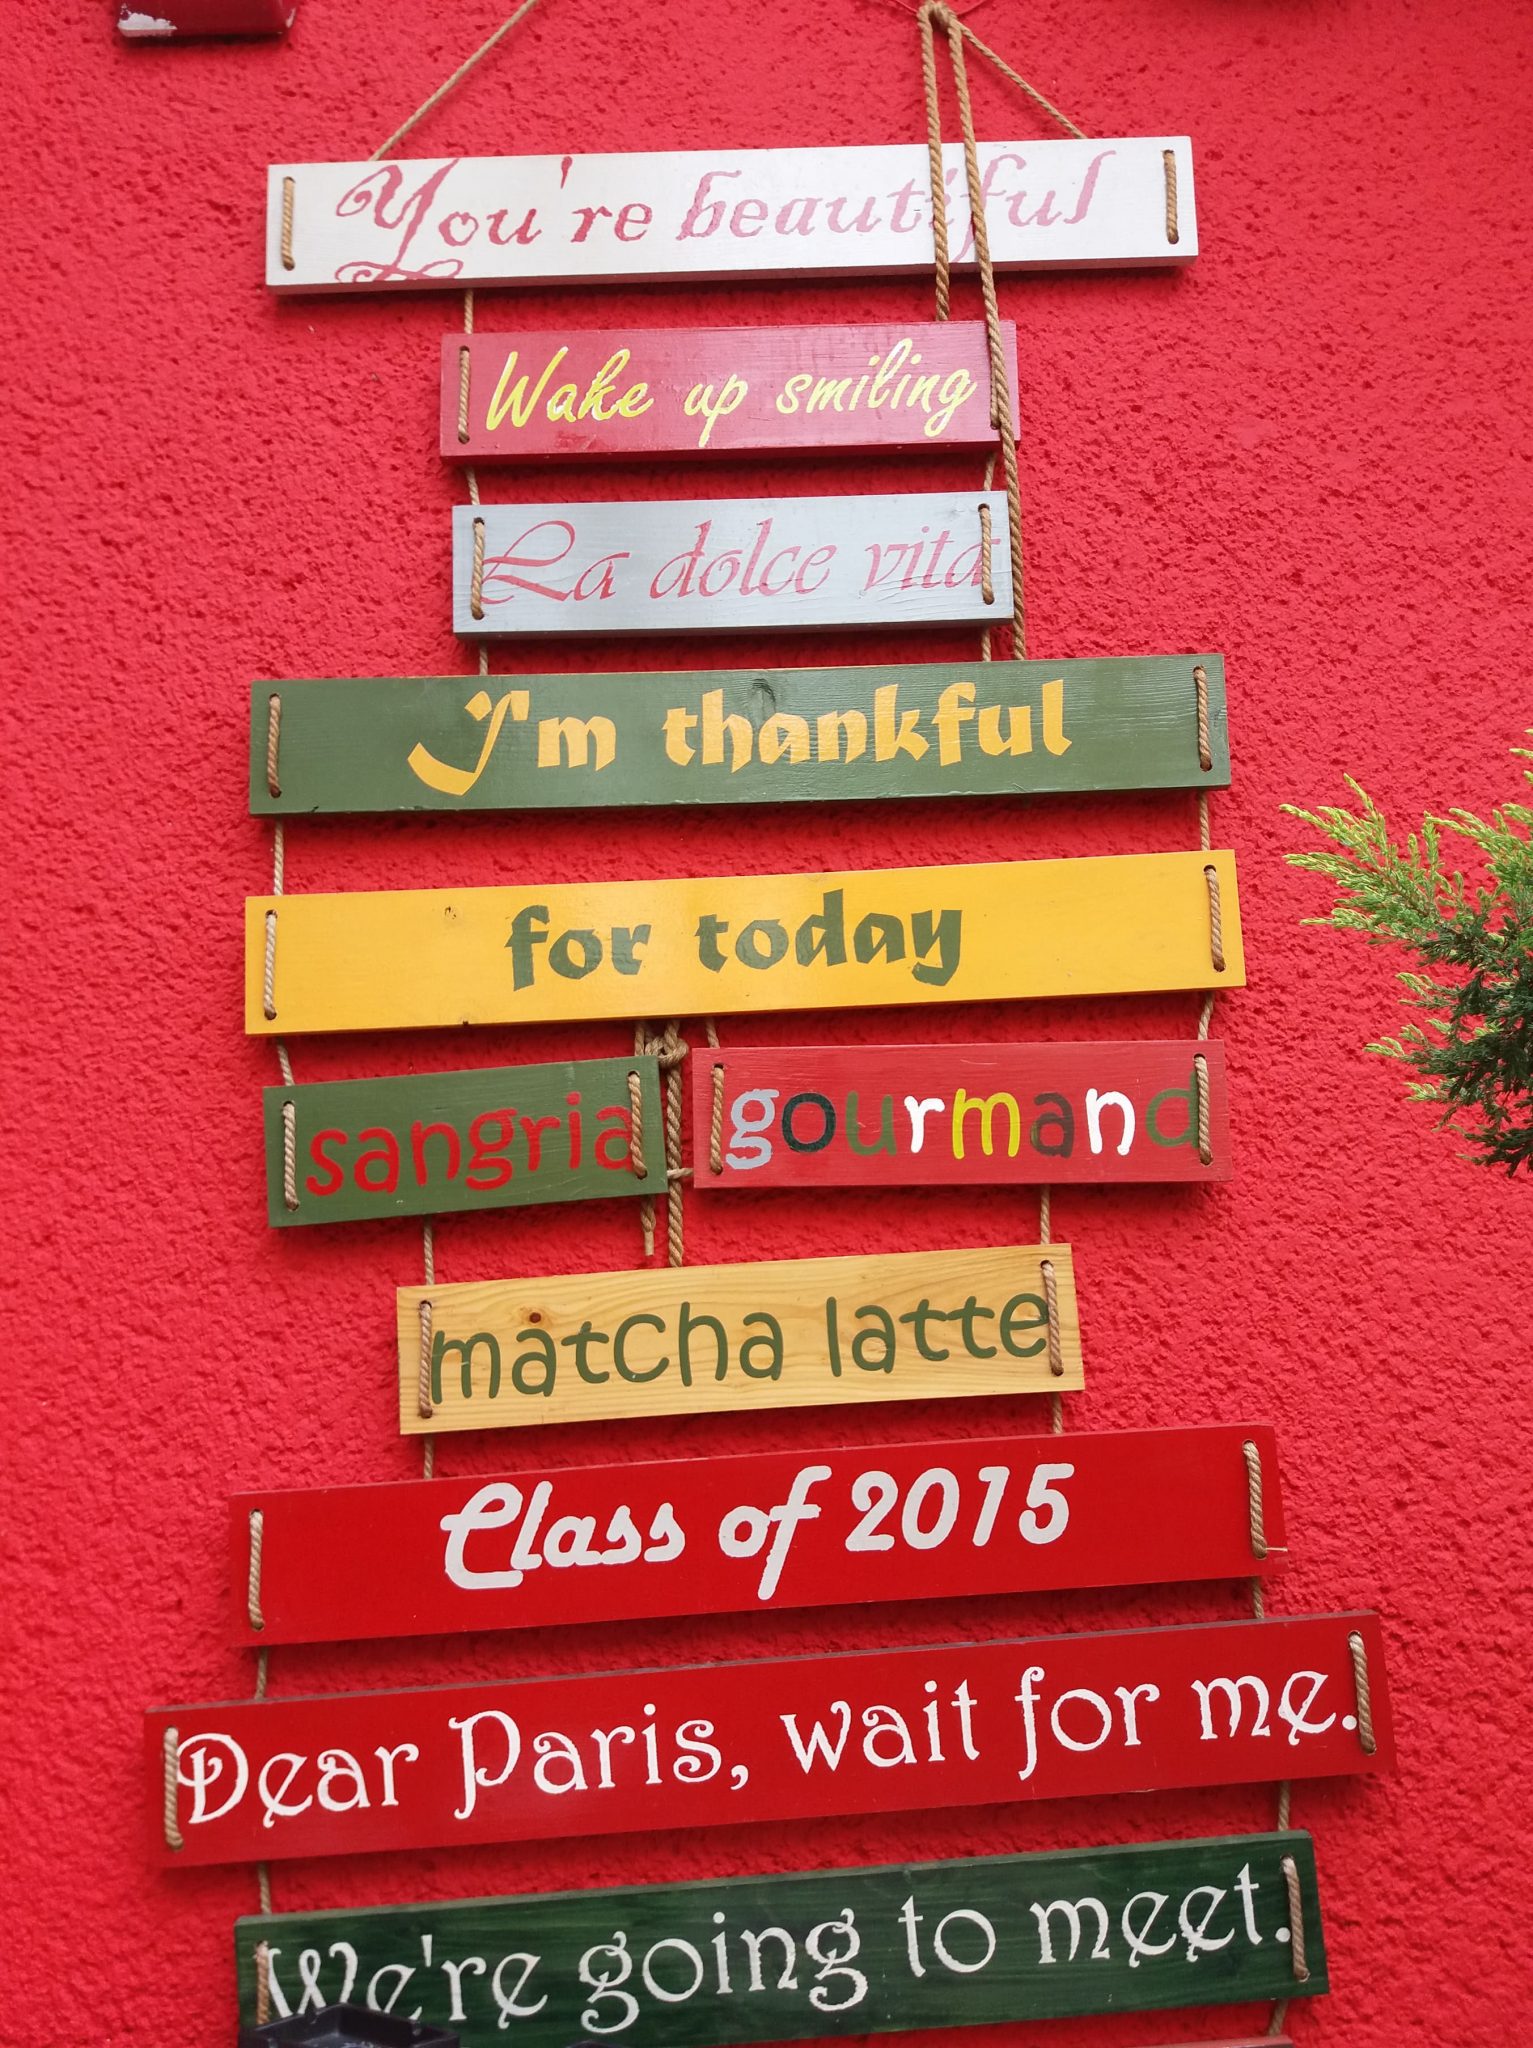 You're beautiful
Wake up smiling
La dolce vita
I'm thankful
for today
sangria gourmand
matcha latte
Class of 2015
Dear Paris, wait for me.
We're going to meet.